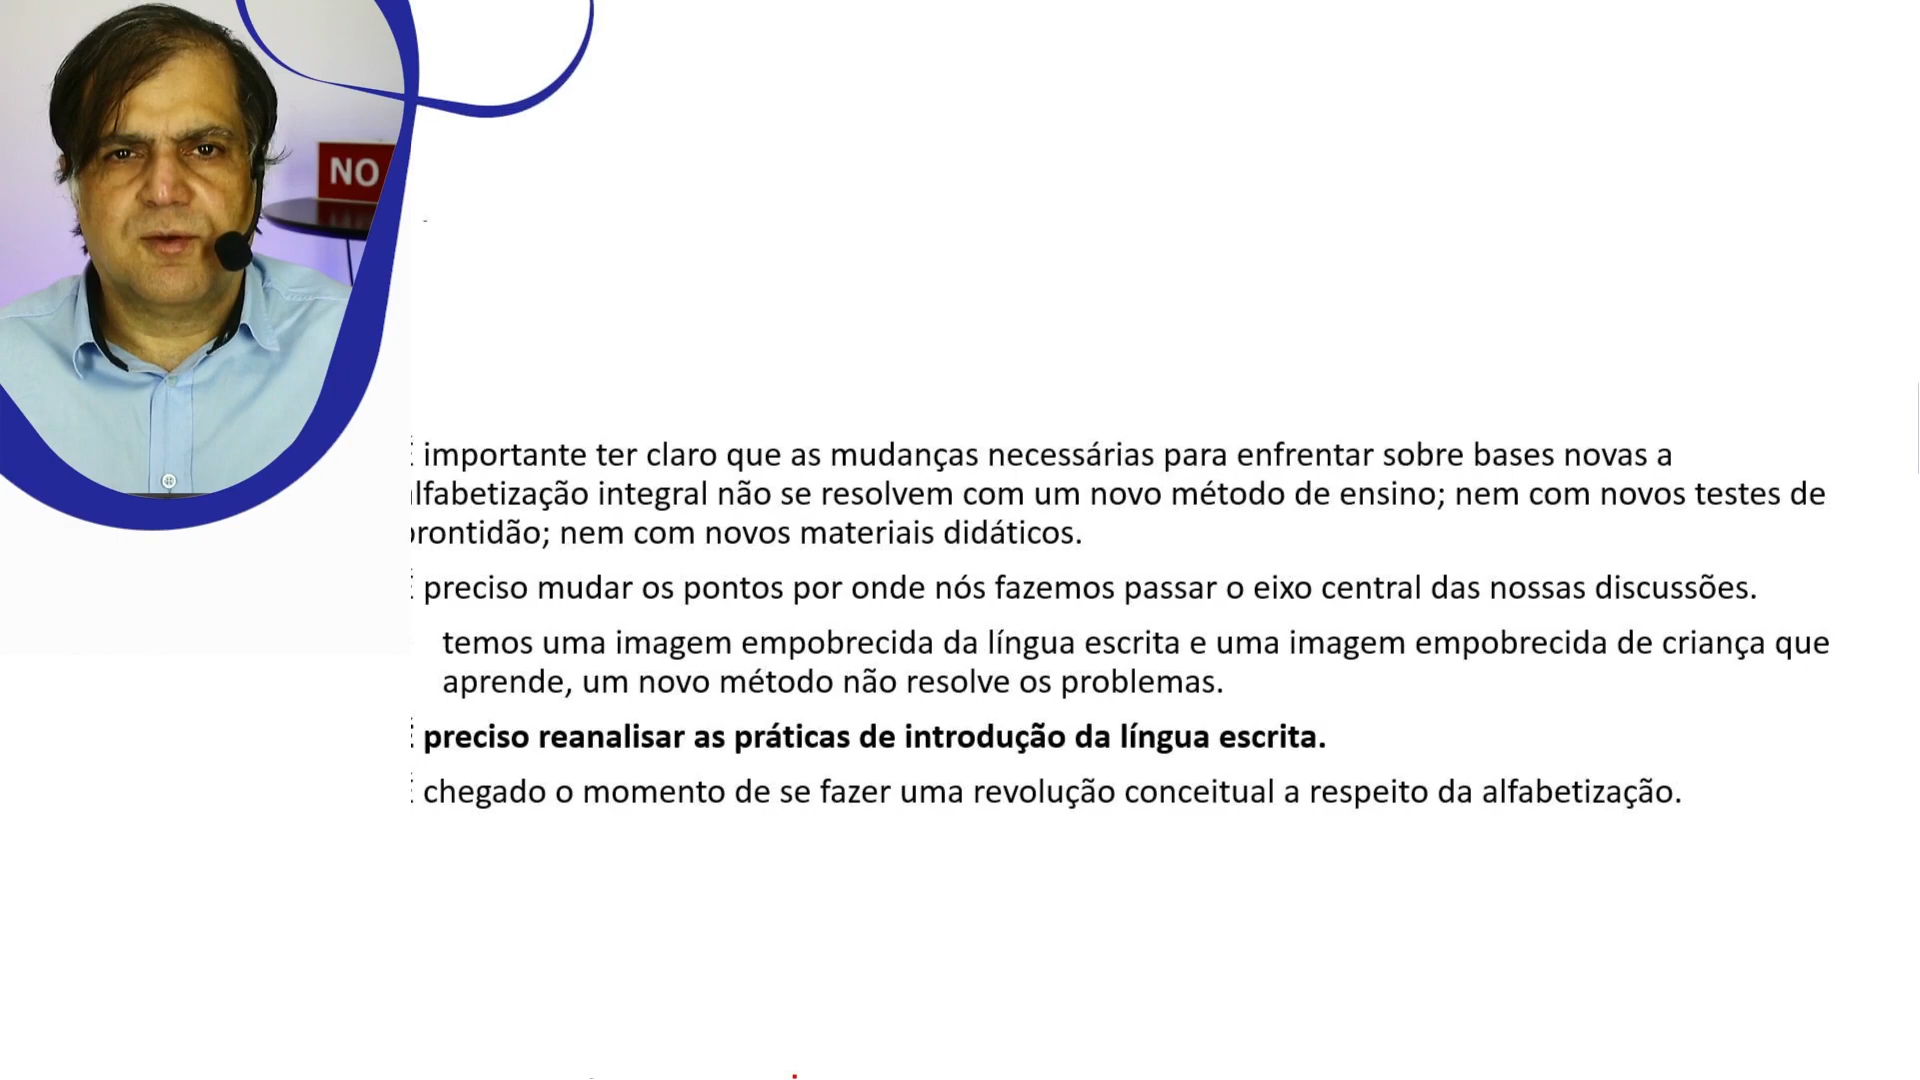 NO
importante ter claro que as mudanças necessárias para enfrentar sobre bases novas a
lfabetização integral não se resolvem com um novo método de ensino; nem com novos testes de
rontidão; nem com novos materiais didáticos.
preciso mudar os pontos por onde nós fazemos passar o eixo central das nossas discussões.
temos uma imagem empobrecida da língua escrita e uma imagem empobrecida de criança que
aprende, um novo método não resolve os problemas.
preciso reanalisar as práticas de introdução da língua escrita.
chegado o momento de se fazer uma revolução conceitual a respeito da alfabetização.